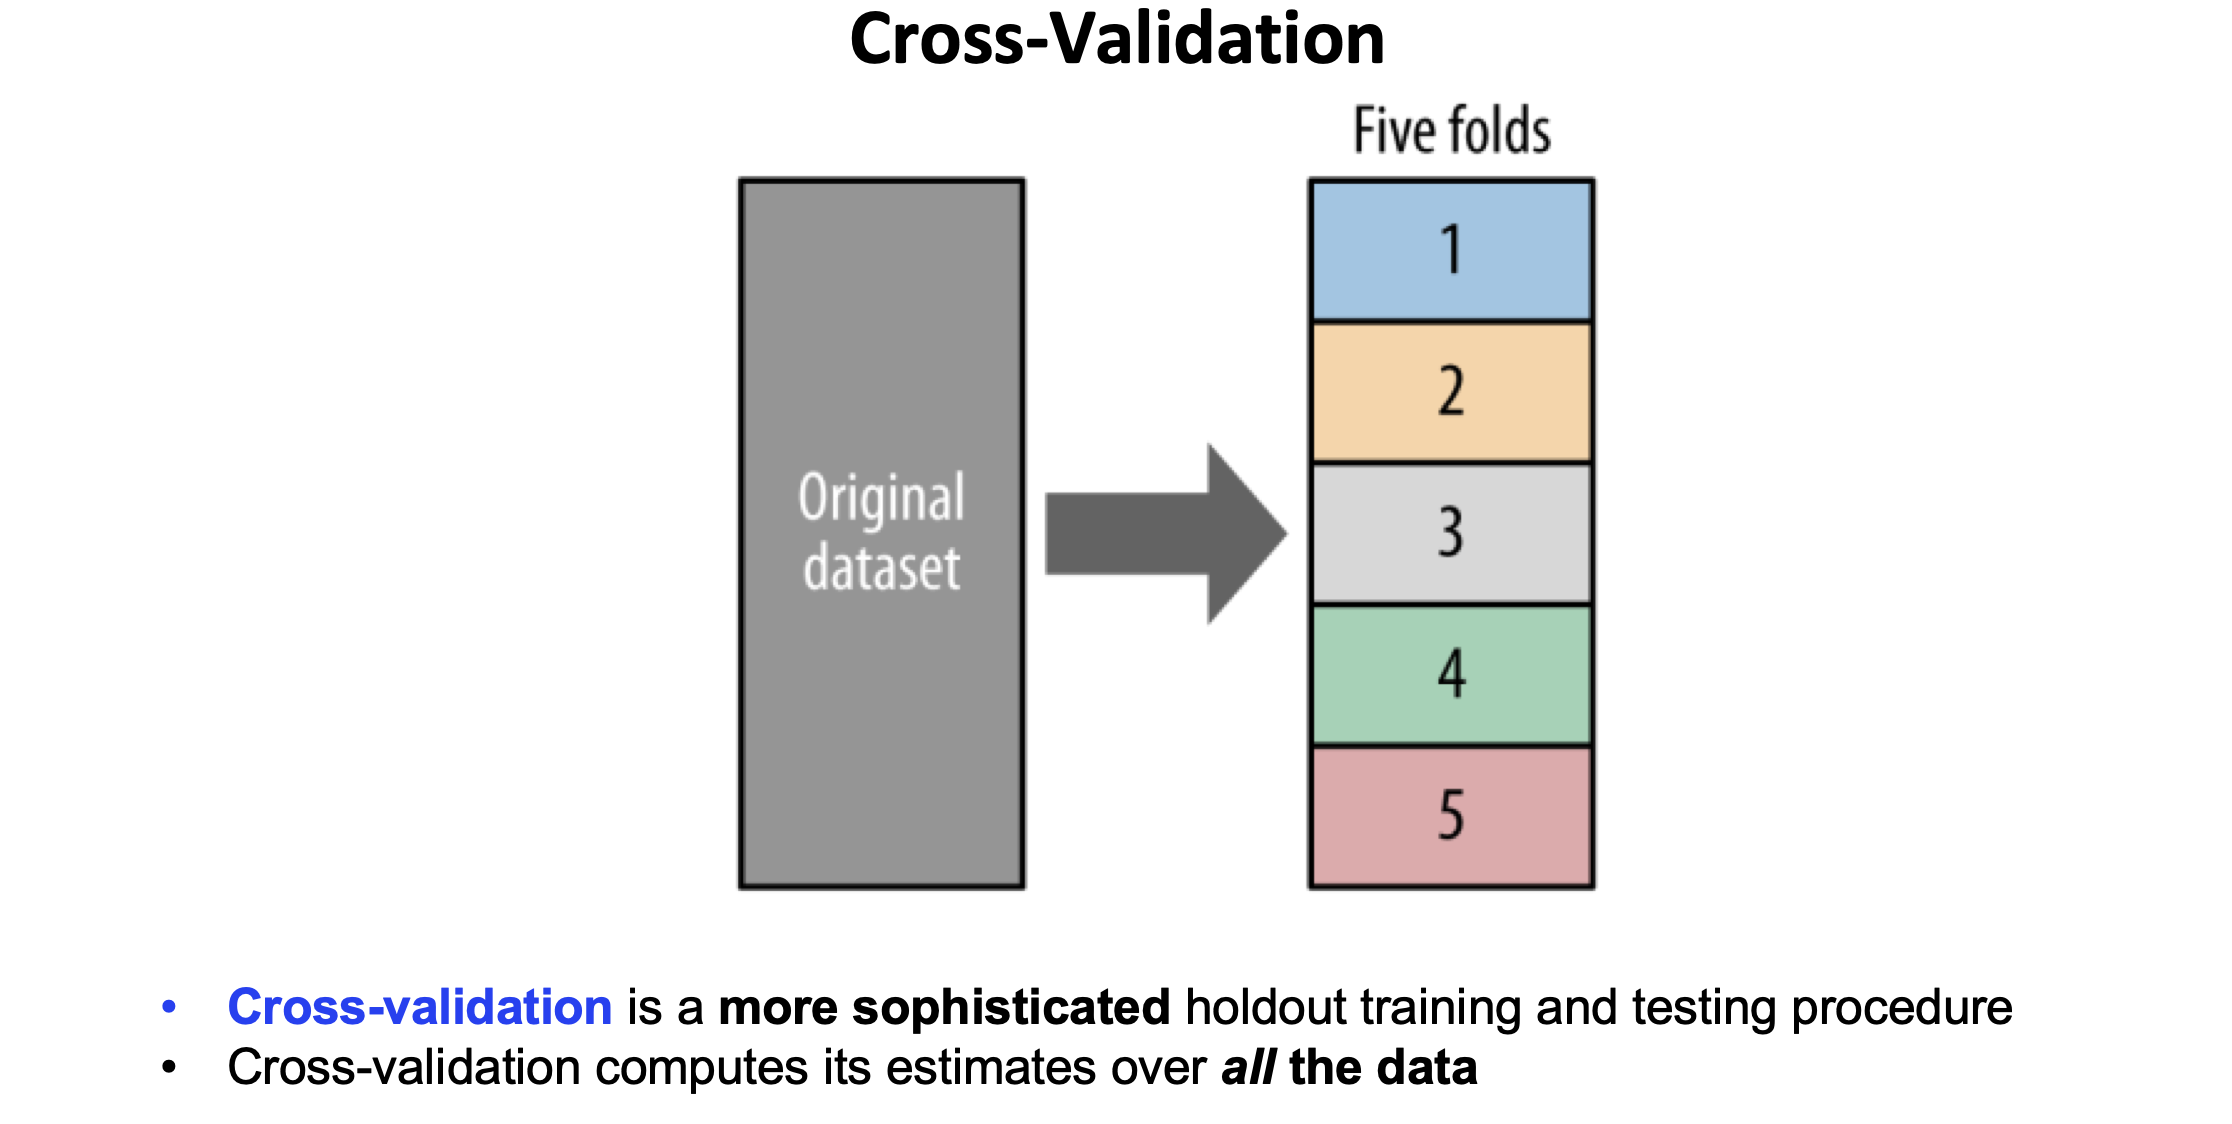 Cross-Validation
Five folds
Original
dataset
1
2
3
4
5
• Cross-validation is a more sophisticated holdout training and testing procedure
• Cross-validation computes its estimates over all the data